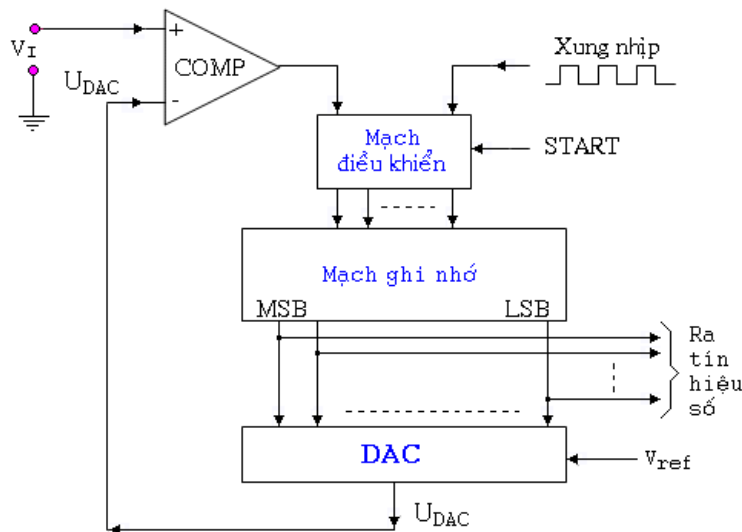 +
V_I
COMP
Xung nhịp
U_DAC
-
Mạch
điều khiển
START
Mạch ghi nhớ
MSB
LSB
Ra
tín
hiệu
số
DAC
V_ref
U_DAC